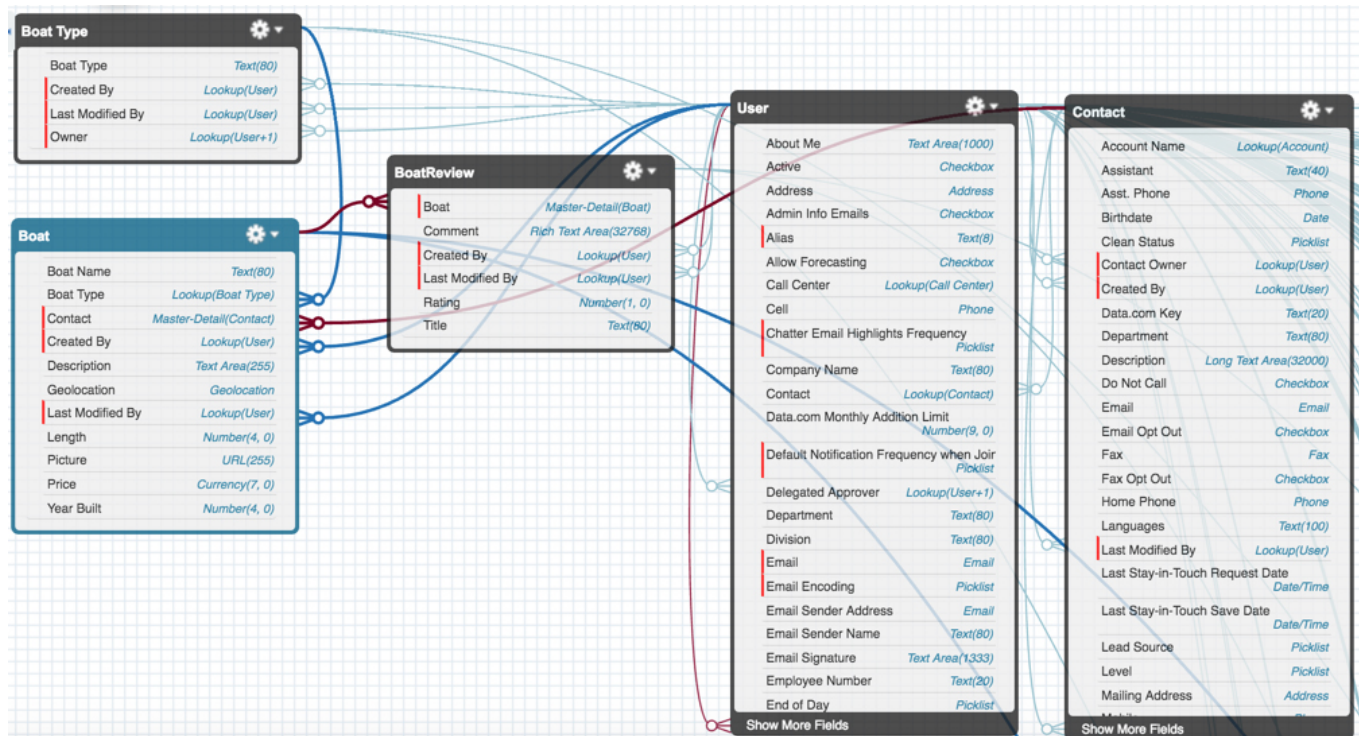 Boat Type
Boat Type Text(80)
Created By Lookup(User)
Last Modified By Lookup(User)
Owner Lookup(User+1)
Boat
Boat Name Text(80)
Boat Type Lookup(Boat Type)
Contact Master-Detail(Contact)
Created By Lookup(User)
Description Text Area(255)
Geolocation Geolocation
Last Modified By Lookup(User)
Length Number(4, 0)
Picture URL(255)
Price Currency(7, 0)
Year Built Number(4, 0)
BoatReview
Boat Master-Detail(Boat)
Comment Rich Text Area(32768)
Created By Lookup(User)
Last Modified By Lookup(User)
Rating Number(1, 0)
Title Text(80)
User
About Me Text Area(1000)
Active Checkbox
Address Address
Admin Info Emails Checkbox
Alias Text(8)
Allow Forecasting Checkbox
Call Center Lookup(Call Center)
Cell Phone
Chatter Email Highlights Frequency
Picklist
Company Name Text(80)
Contact Lookup(Contact)
Data.com Monthly Addition Limit
Number(9, 0)
Default Notification Frequency when Join
Picklist
Delegated Approver Lookup(User+1)
Department Text(80)
Division Text(80)
Email Email
Email Encoding Picklist
Email Sender Address Email
Email Sender Name Text(80)
Email Signature Text Area(1333)
Employee Number Text(20)
End of Day Picklist
Show More Fields
Contact
Account Name Lookup(Account)
Assistant Text(40)
Asst. Phone Phone
Birthdate Date
Clean Status Picklist
Contact Owner Lookup(User)
Created By Lookup(User)
Data.com Key Text(20)
Department Text(80)
Description Long Text Area(32000)
Do Not Call Checkbox
Email Email
Email Opt Out Checkbox
Fax Fax
Fax Opt Out Checkbox
Home Phone Phone
Languages Text(100)
Last Modified By Lookup(User)
Last Stay-in-Touch Request Date
Date/Time
Last Stay-in-Touch Save Date
Date/Time
Lead Source Picklist
Level Picklist
Mailing Address Address
Show More Fields